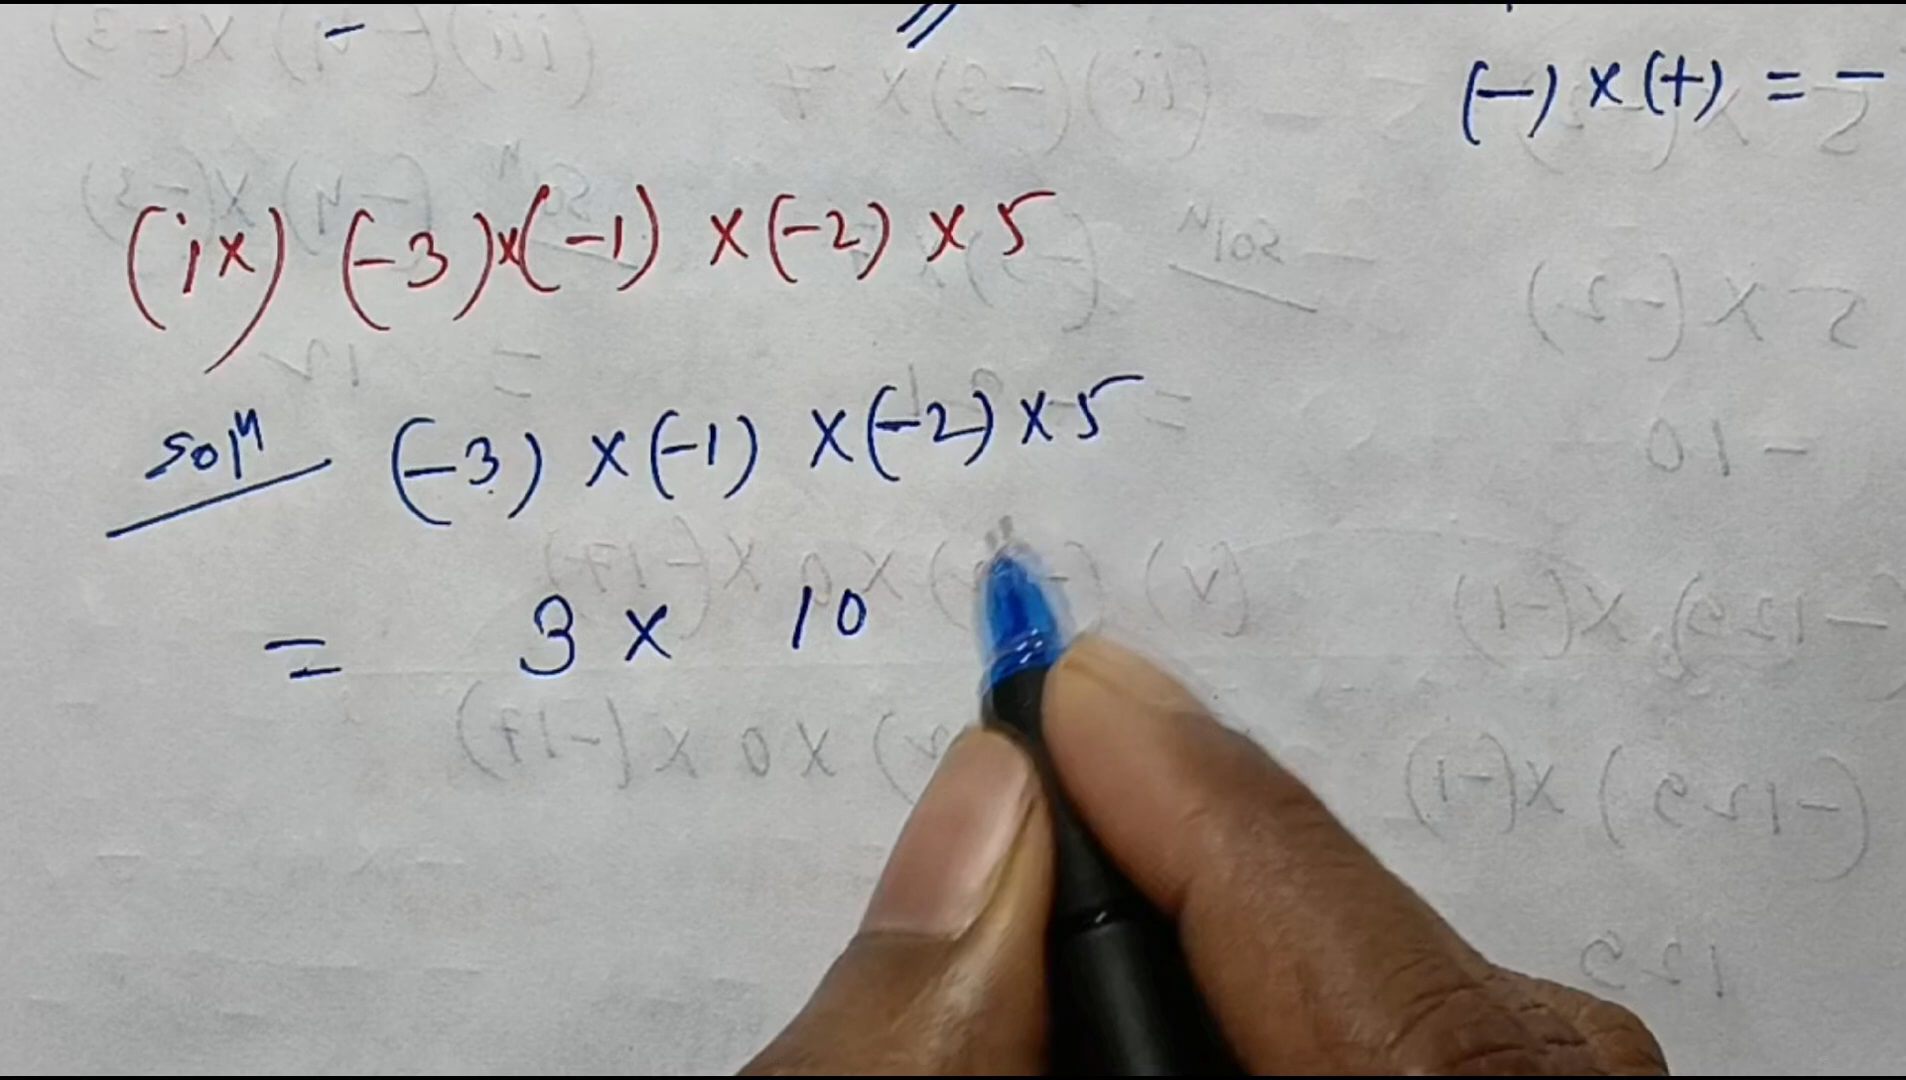 (-) × (+) = -
(ix) (-3)×(-1) × (-2) × 5
Solⁿ (-3) × (-1) × (-2) × 5
= 3 × 10